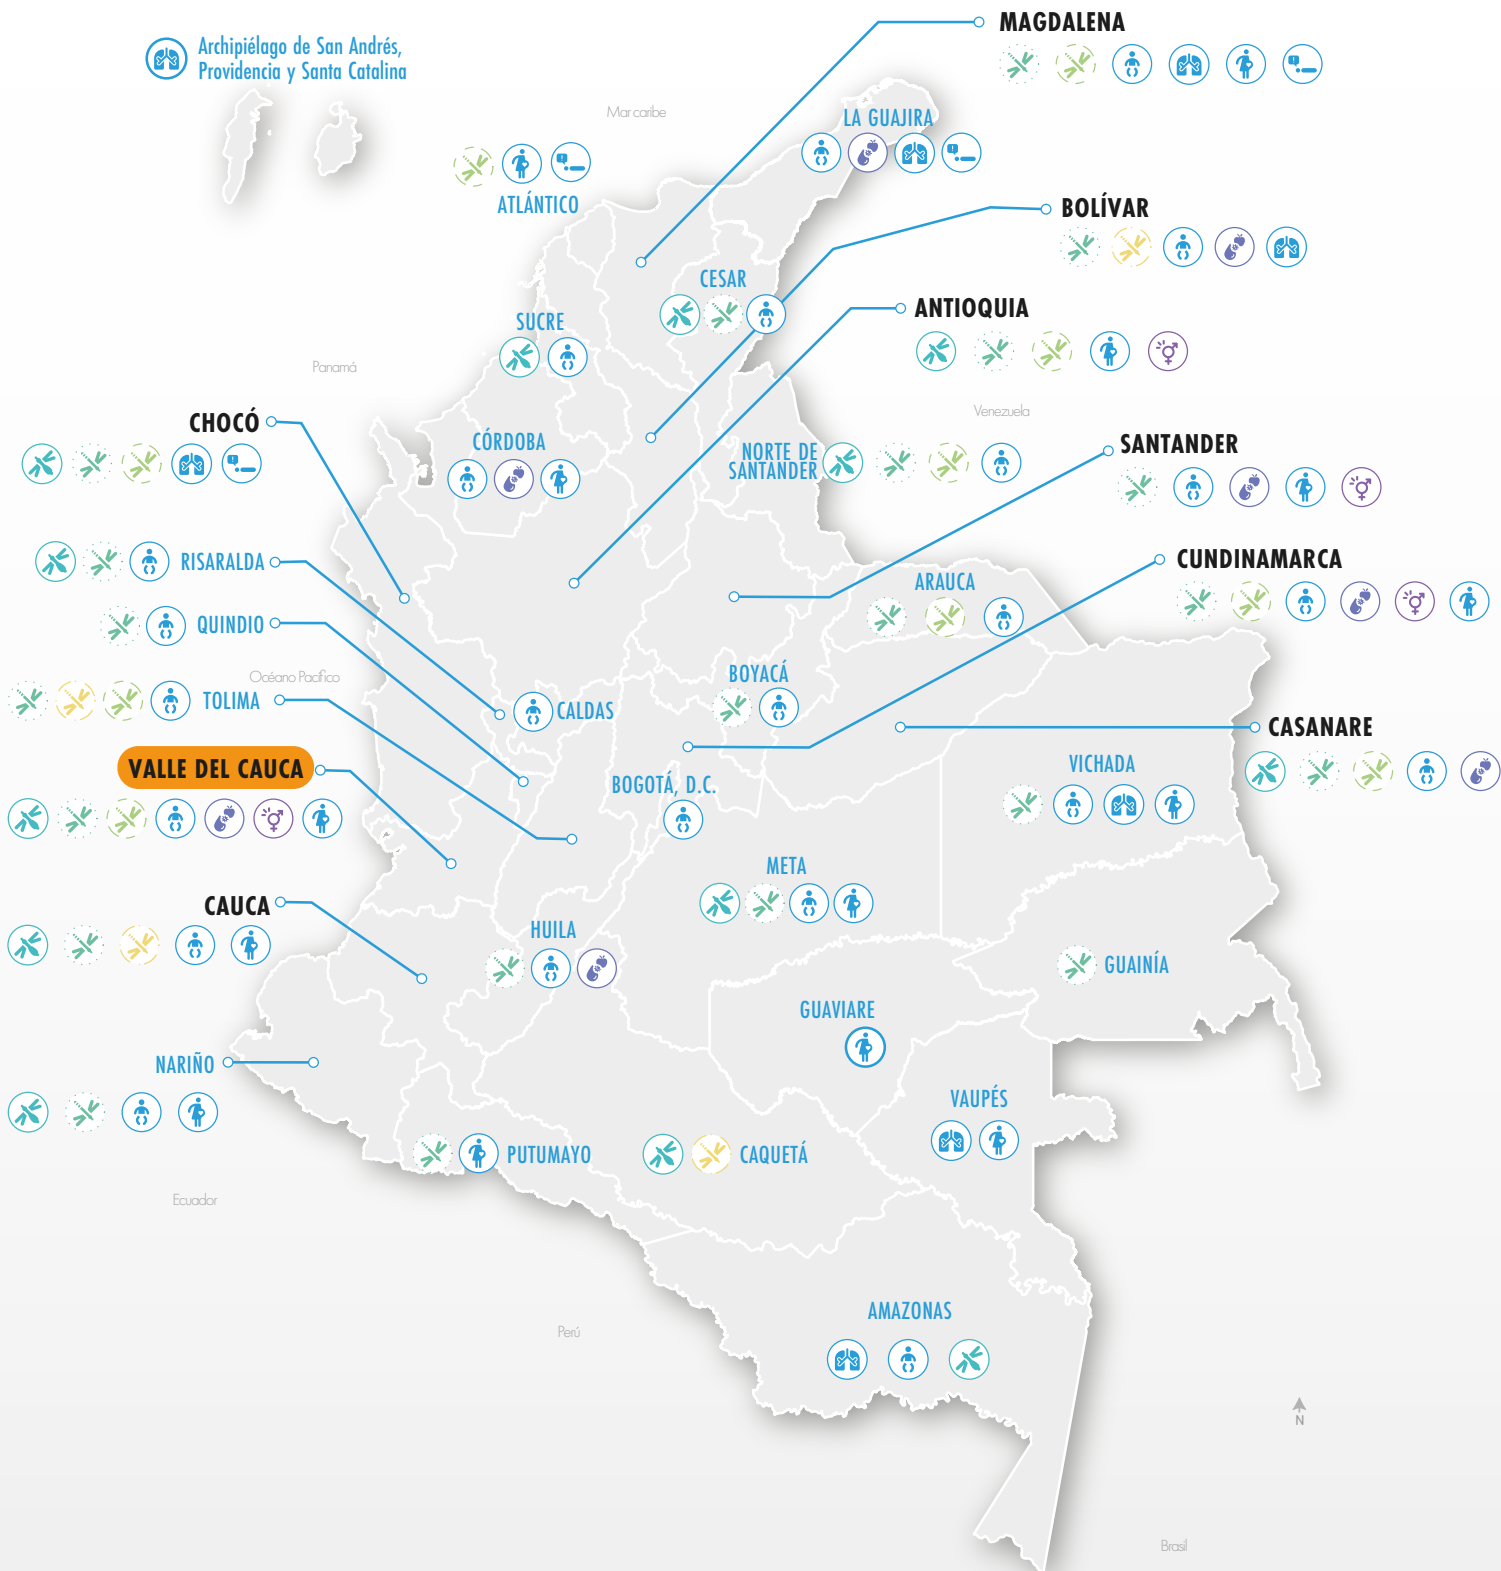 MAGDALENA
Archipiélago de San Andrés,
Providencia y Santa Catalina
Mar caribe
LA GUAJIRA
ATLÁNTICO
BOLÍVAR
CESAR
ANTIOQUIA
SUCRE
Panamá
Venezuela
CHOCÓ
CÓRDOBA
NORTE DE
SANTANDER
SANTANDER
RISARALDA
CUNDINAMARCA
ARAUCA
QUINDIO
Océano Pacífico
BOYACÁ
TOLIMA
CALDAS
CASANARE
VALLE DEL CAUCA
VICHADA
BOGOTÁ, D.C.
META
CAUCA
HUILA
GUAINÍA
GUAVIARE
NARIÑO
VAUPÉS
PUTUMAYO
CAQUETÁ
Ecuador
AMAZONAS
Perú
N
Brasil